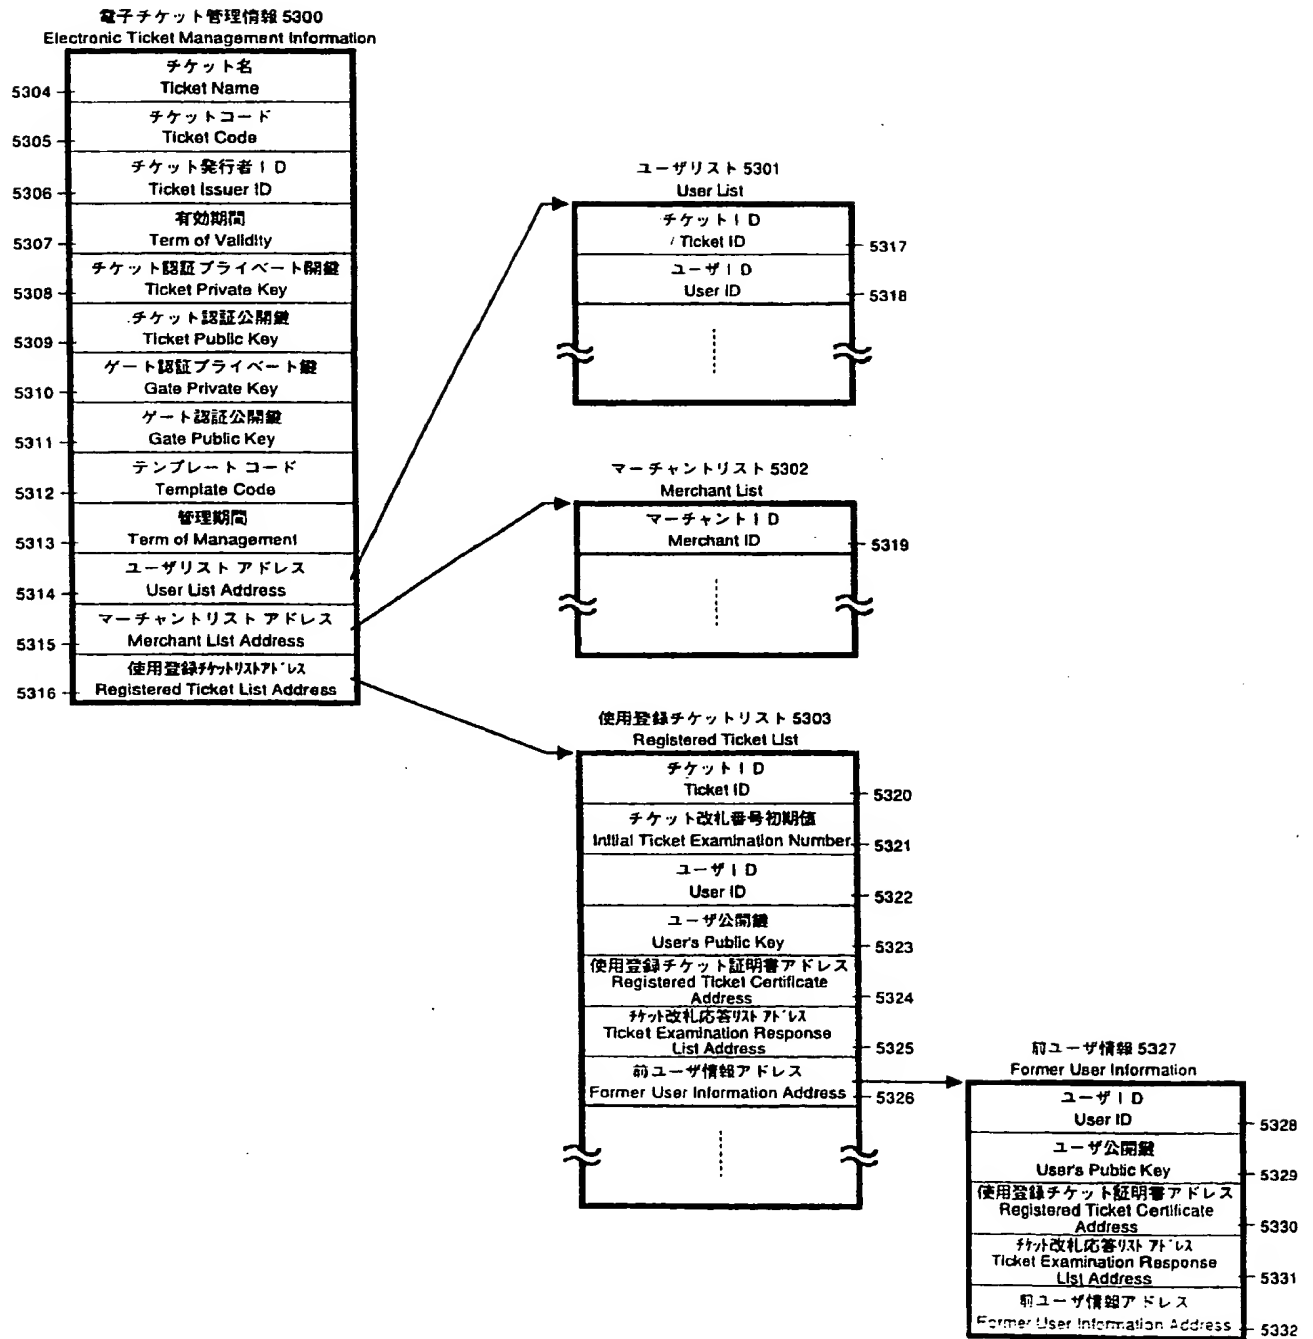 電子チケット管理情報 5300
Electronic Ticket Management Information
チケット名
Ticket Name
5304
チケットコード
Ticket Code
5305
チケット発行者ID
Ticket Issuer ID
5306
有効期間
Term of Validity
5307
チケット認証プライベート開鍵
Ticket Private Key
5308
チケット認証公開鍵
Ticket Public Key
5309
ゲート認証プライベート鍵
Gate Private Key
5310
ゲート認証公開鍵
Gate Public Key
5311
テンプレート コード
Template Code
5312
管理期間
Term of Management
5313
ユーザリスト アドレス
User List Address
5314
マーチャントリスト アドレス
Merchant List Address
5315
使用登録チケットリストアドレス
Registered Ticket List Address
5316
ユーザリスト 5301
User List
チケットID
Ticket ID
5317
ユーザID
User ID
5318
マーチャントリスト 5302
Merchant List
マーチャントID
Merchant ID
5319
使用登録チケットリスト 5303
Registered Ticket List
チケットID
Ticket ID
5320
チケット改札番号初期値
Initial Ticket Examination Number
5321
ユーザID
User ID
5322
ユーザ公開鍵
User's Public Key
5323
使用登録チケット証明書アドレス
Registered Ticket Certificate
Address
5324
チケット改札応答リスト アドレス
Ticket Examination Response
List Address
5325
前ユーザ情報アドレス
Former User Information Address
5326
前ユーザ情報 5327
Former User Information
ユーザID
User ID
5328
ユーザ公開鍵
User's Public Key
5329
使用登録チケット証明書アドレス
Registered Ticket Certificate
Address
5330
チケット改札応答リスト アドレス
Ticket Examination Response
List Address
5331
前ユーザ情報アドレス
Former User Information Address
5332